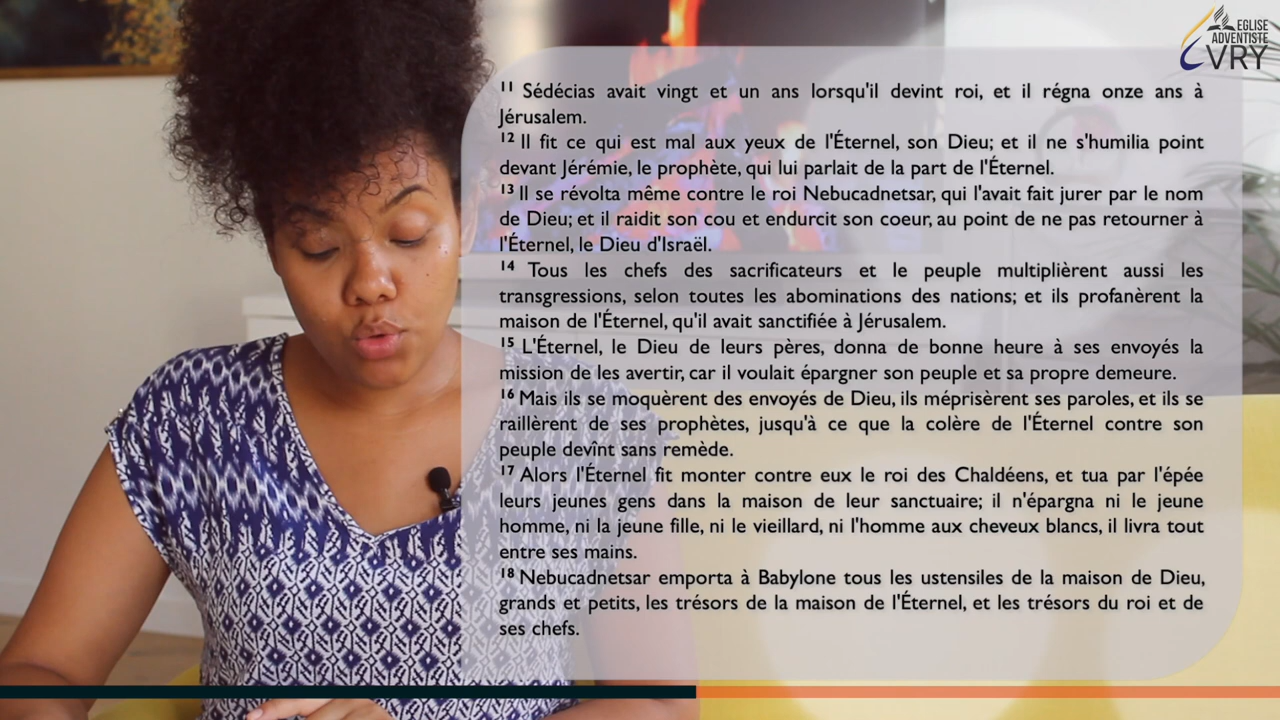 EGLISE
ADVENTISTE
VRY
11 Sédécias avait vingt et un ans lorsqu'il devint roi, et il régna onze ans à
Jérusalem.
12 Il fit ce qui est mal aux yeux de l'Éternel, son Dieu; et il ne s'humilia point
devant Jérémie, le prophète, qui lui parlait de la part de l'Éternel.
13 Il se révolta même contre le roi Nebucadnetsar, qui l'avait fait jurer par le nom
de Dieu; et il raidit son cou et endurcit son coeur, au point de ne pas retourner à
l'Éternel, le Dieu d'Israël.
14 Tous les chefs des sacrificateurs et le peuple multiplièrent aussi les
transgressions, selon toutes les abominations des nations; et ils profanèrent la
maison de l'Éternel, qu'il avait sanctifiée à Jérusalem.
15 L'Éternel, le Dieu de leurs pères, donna de bonne heure à ses envoyés la
mission de les avertir, car il voulait épargner son peuple et sa propre demeure.
16 Mais ils se moquèrent des envoyés de Dieu, ils méprisèrent ses paroles, et ils se
raillèrent de ses prophètes, jusqu'à ce que la colère de l'Éternel contre son
peuple devînt sans remède.
17 Alors l'Éternel fit monter contre eux le roi des Chaldéens, et tua par l'épée
leurs jeunes gens dans la maison de leur sanctuaire; il n'épargna ni le jeune
homme, ni la jeune fille, ni le vieillard, ni l'homme aux cheveux blancs, il livra tout
entre ses mains.
18 Nebucadnetsar emporta à Babylone tous les ustensiles de la maison de Dieu,
grands et petits, les trésors de la maison de l'Éternel, et les trésors du roi et de
ses chefs.